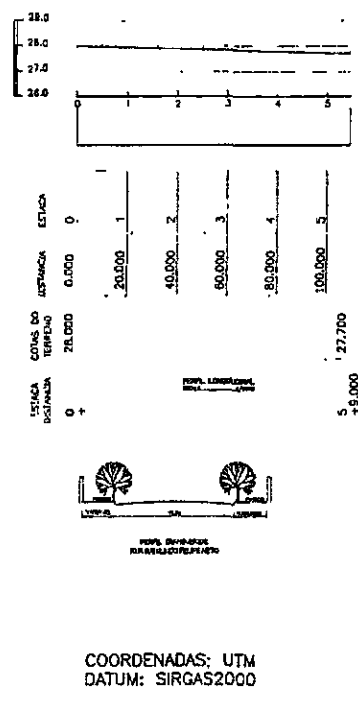 28.0
28.0
27.0
26.0
0 1 2 3 4 5
ESTACA 0 1 2 3 4 5
DISTANCIA 0.000 20.000 40.000 60.000 80.000 100.000
COTAS DO TERRENO 28.000 27.700
ESTACA DISTANCIA 0 + 5 +9.000
PERFIL LONGITUDINAL
COORDENADAS: UTM
DATUM: SIRGAS2000